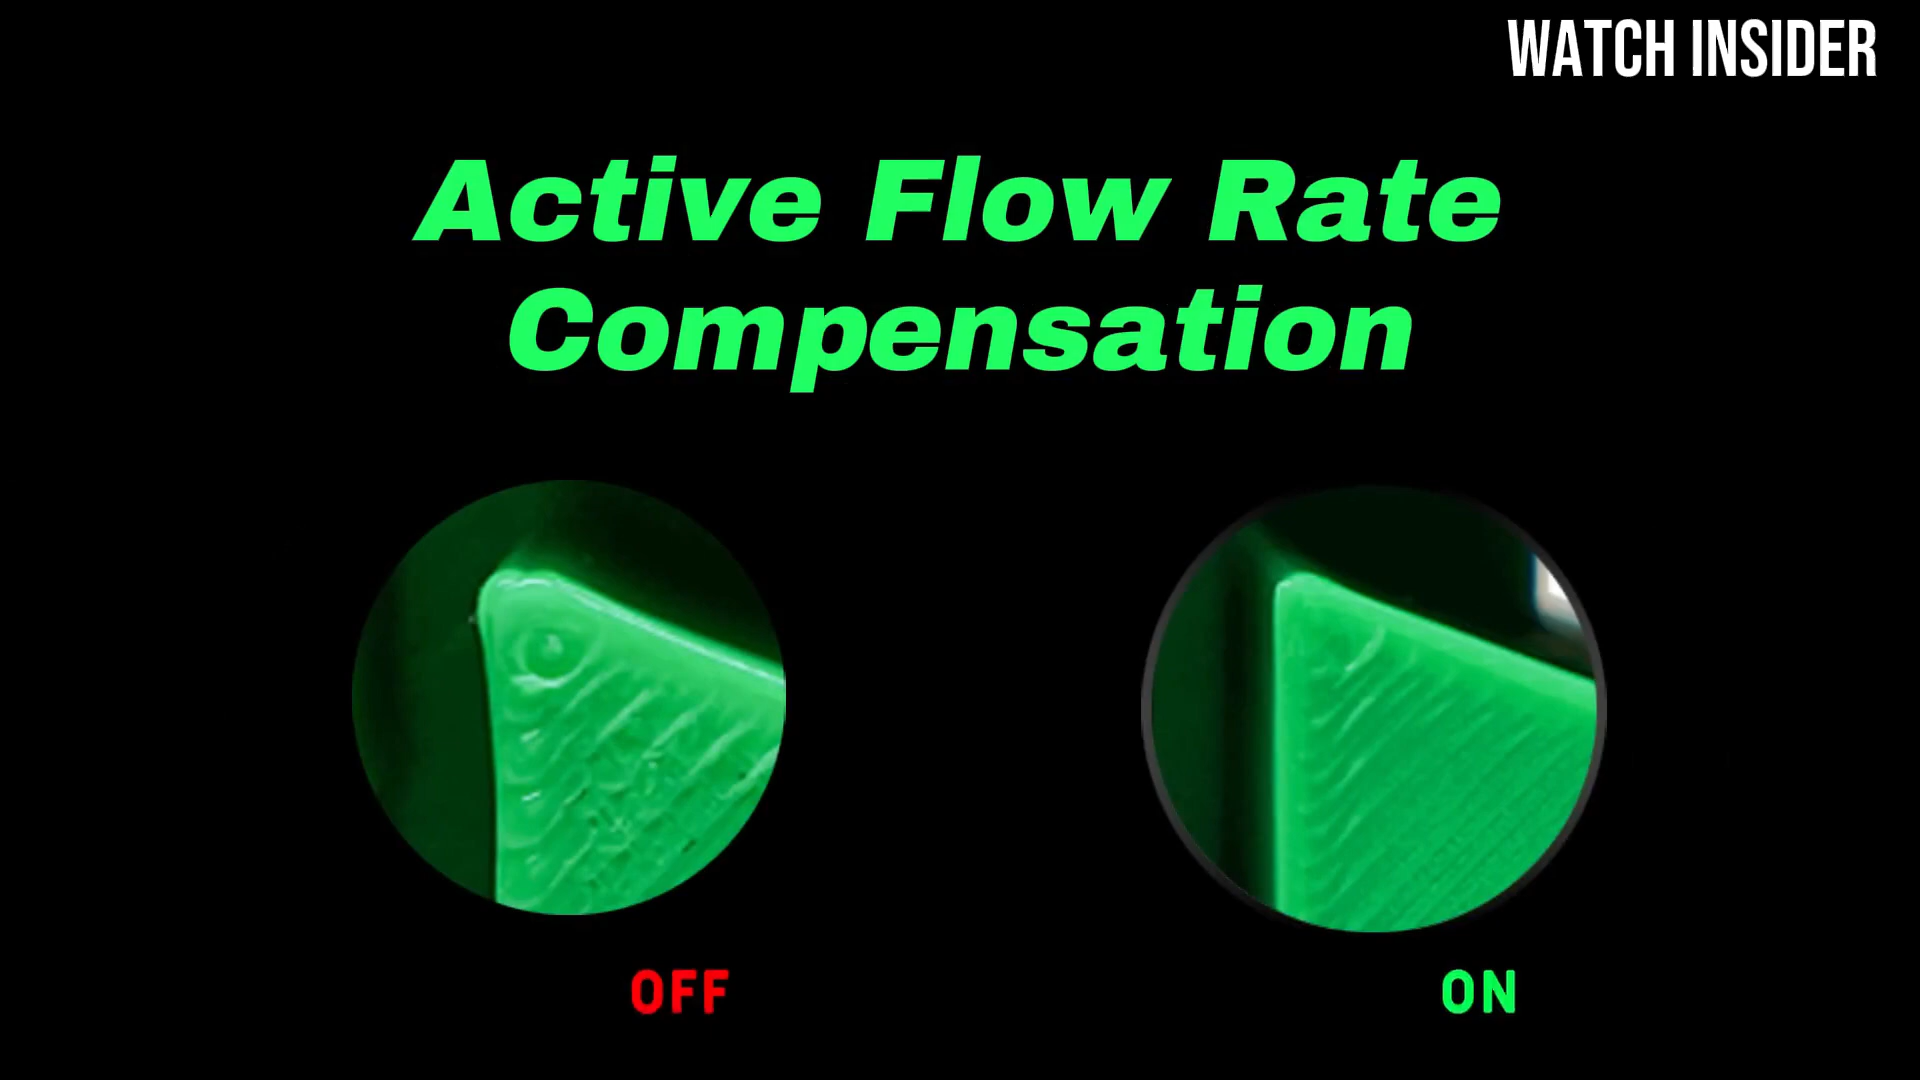 WATCH INSIDER
Active Flow Rate
Compensation
OFF
ON